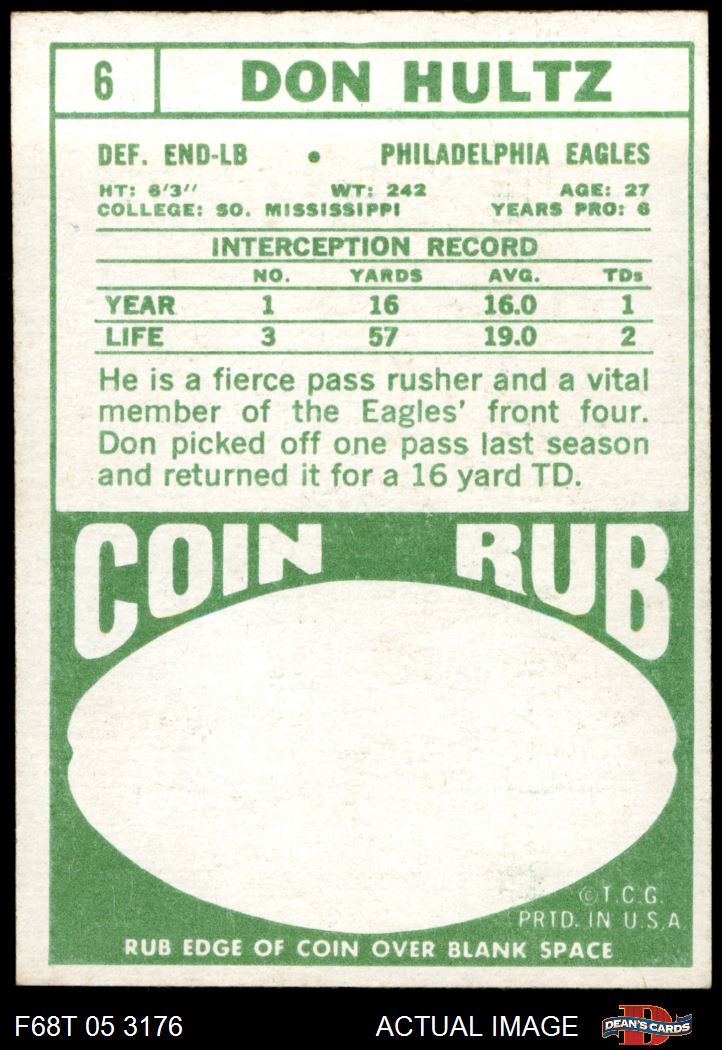 6 DON HULTZ
DEF. END-LB • PHILADELPHIA EAGLES
HT: 6'3" WT: 242 AGE: 27
COLLEGE: SO. MISSISSIPPI YEARS PRO: 6
INTERCEPTION RECORD
NO. YARDS AVG. TDs
YEAR 1 16 16.0 1
LIFE 3 57 19.0 2
He is a fierce pass rusher and a vital
member of the Eagles' front four.
Don picked off one pass last season
and returned it for a 16 yard TD.
COIN RUB
© T.C.G.
PRTD. IN U.S.A
RUB EDGE OF COIN OVER BLANK SPACE
F68T 05 3176 ACTUAL IMAGE D DEAN'S CARDS